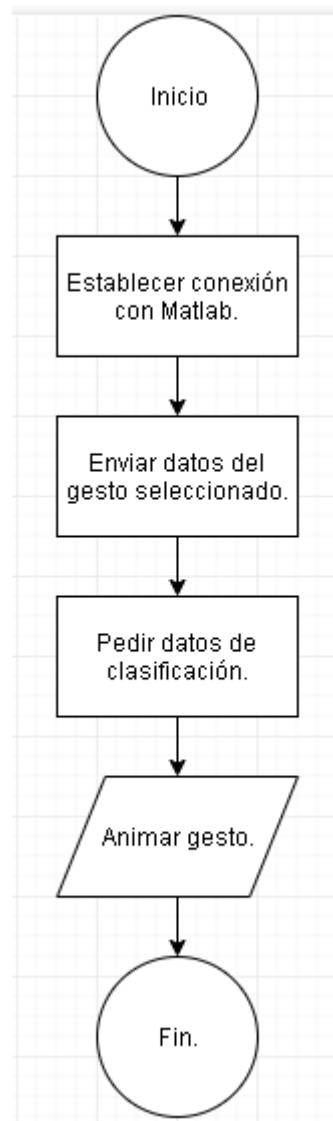 Inicio
Establecer conexión
con Matlab.
Enviar datos del
gesto seleccionado.
Pedir datos de
clasificación.
Animar gesto.
Fin.